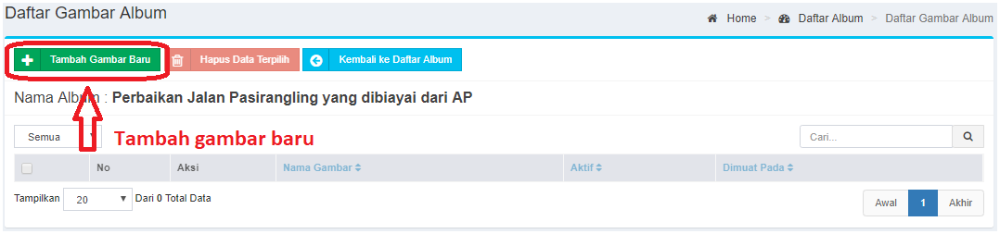 Daftar Gambar Album
Home > Daftar Album > Daftar Gambar Album
Tambah Gambar Baru Hapus Data Terpilih Kembali ke Daftar Album
Nama Album : Perbaikan Jalan Pasirangling yang dibiayai dari AP
Semua Tambah gambar baru Cari...
No Aksi Nama Gambar Aktif Dimuat Pada
Tampilkan 20 Dari 0 Total Data
Awal 1 Akhir